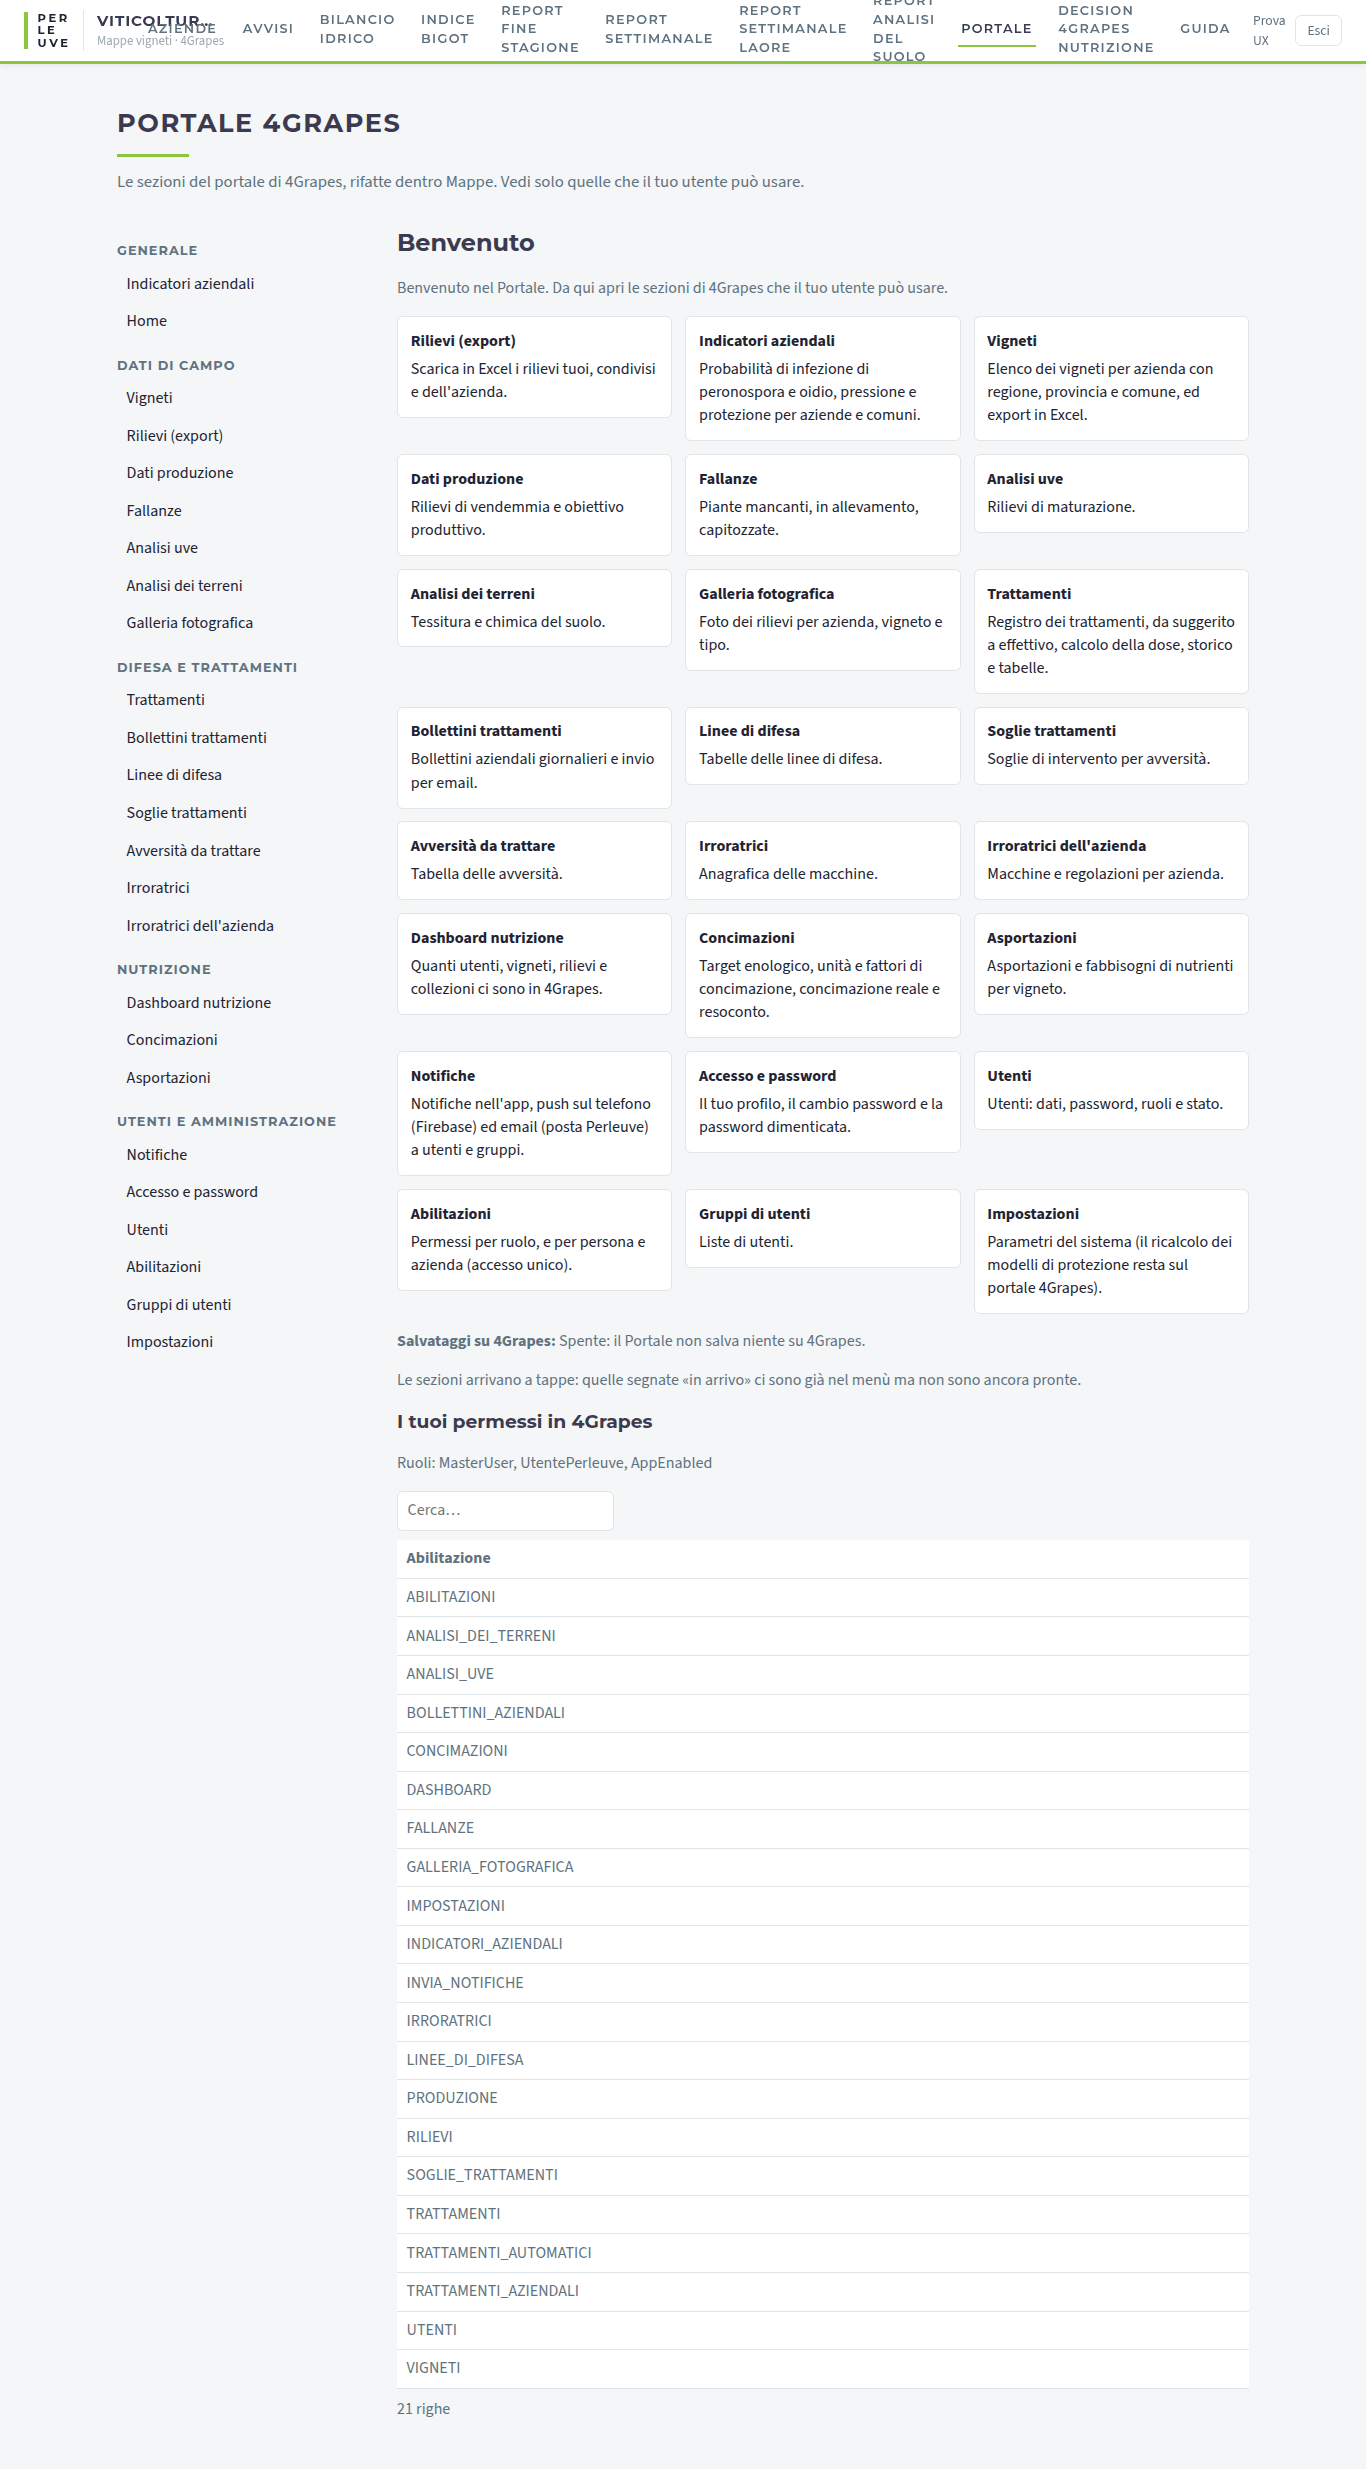 PER
LE
UVE
VITICOLTUR…
Mappe vigneti · 4Grapes
AZIENDE
AVVISI
BILANCIO
IDRICO
INDICE
BIGOT
REPORT
FINE
STAGIONE
REPORT
SETTIMANALE
REPORT
SETTIMANALE
LAORE
REPORT
ANALISI
DEL
SUOLO
PORTALE
DECISION
4GRAPES
NUTRIZIONE
GUIDA
Prova
UX
Esci
PORTALE 4GRAPES
Le sezioni del portale di 4Grapes, rifatte dentro Mappe. Vedi solo quelle che il tuo utente può usare.
GENERALE
Indicatori aziendali
Home
DATI DI CAMPO
Vigneti
Rilievi (export)
Dati produzione
Fallanze
Analisi uve
Analisi dei terreni
Galleria fotografica
DIFESA E TRATTAMENTI
Trattamenti
Bollettini trattamenti
Linee di difesa
Soglie trattamenti
Avversità da trattare
Irroratrici
Irroratrici dell'azienda
NUTRIZIONE
Dashboard nutrizione
Concimazioni
Asportazioni
UTENTI E AMMINISTRAZIONE
Notifiche
Accesso e password
Utenti
Abilitazioni
Gruppi di utenti
Impostazioni
Benvenuto
Benvenuto nel Portale. Da qui apri le sezioni di 4Grapes che il tuo utente può usare.
Rilievi (export)
Scarica in Excel i rilievi tuoi, condivisi
e dell'azienda.
Indicatori aziendali
Probabilità di infezione di
peronospora e oidio, pressione e
protezione per aziende e comuni.
Vigneti
Elenco dei vigneti per azienda con
regione, provincia e comune, ed
export in Excel.
Dati produzione
Rilievi di vendemmia e obiettivo
produttivo.
Fallanze
Piante mancanti, in allevamento,
capitozzate.
Analisi uve
Rilievi di maturazione.
Analisi dei terreni
Tessitura e chimica del suolo.
Galleria fotografica
Foto dei rilievi per azienda, vigneto e
tipo.
Trattamenti
Registro dei trattamenti, da suggerito
a effettivo, calcolo della dose, storico
e tabelle.
Bollettini trattamenti
Bollettini aziendali giornalieri e invio
per email.
Linee di difesa
Tabelle delle linee di difesa.
Soglie trattamenti
Soglie di intervento per avversità.
Avversità da trattare
Tabella delle avversità.
Irroratrici
Anagrafica delle macchine.
Irroratrici dell'azienda
Macchine e regolazioni per azienda.
Dashboard nutrizione
Quanti utenti, vigneti, rilievi e
collezioni ci sono in 4Grapes.
Concimazioni
Target enologico, unità e fattori di
concimazione, concimazione reale e
resoconto.
Asportazioni
Asportazioni e fabbisogni di nutrienti
per vigneto.
Notifiche
Notifiche nell'app, push sul telefono
(Firebase) ed email (posta Perleuve)
a utenti e gruppi.
Accesso e password
Il tuo profilo, il cambio password e la
password dimenticata.
Utenti
Utenti: dati, password, ruoli e stato.
Abilitazioni
Permessi per ruolo, e per persona e
azienda (accesso unico).
Gruppi di utenti
Liste di utenti.
Impostazioni
Parametri del sistema (il ricalcolo dei
modelli di protezione resta sul
portale 4Grapes).
Salvataggi su 4Grapes: Spente: il Portale non salva niente su 4Grapes.
Le sezioni arrivano a tappe: quelle segnate «in arrivo» ci sono già nel menù ma non sono ancora pronte.
I tuoi permessi in 4Grapes
Ruoli: MasterUser, UtentePerleuve, AppEnabled
Cerca…
Abilitazione
ABILITAZIONI
ANALISI_DEI_TERRENI
ANALISI_UVE
BOLLETTINI_AZIENDALI
CONCIMAZIONI
DASHBOARD
FALLANZE
GALLERIA_FOTOGRAFICA
IMPOSTAZIONI
INDICATORI_AZIENDALI
INVIA_NOTIFICHE
IRRORATRICI
LINEE_DI_DIFESA
PRODUZIONE
RILIEVI
SOGLIE_TRATTAMENTI
TRATTAMENTI
TRATTAMENTI_AUTOMATICI
TRATTAMENTI_AZIENDALI
UTENTI
VIGNETI
21 righe